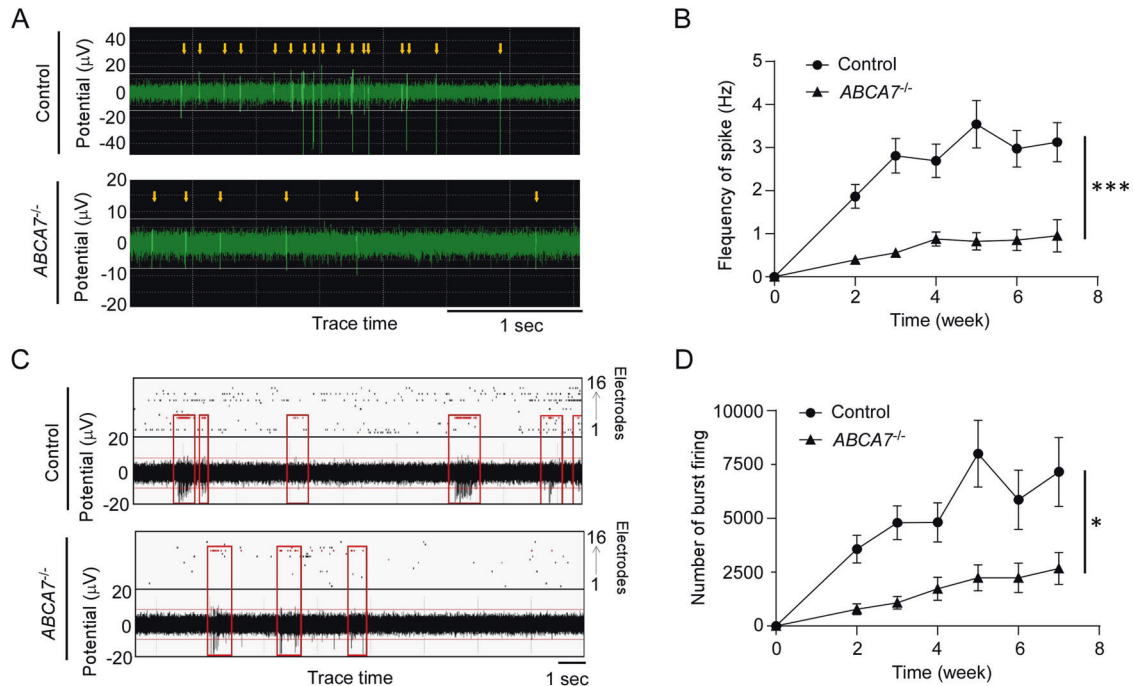 A
Control
Potential (µV)
40
20
0
-20
-40
ABCA7-/-
Potential (µV)
20
10
0
-10
-20
Trace time
1 sec
B
Flequency of spike (Hz)
5
4
3
2
1
0
0 2 4 6 8
Time (week)
Control
ABCA7-/-
***
C
Control
Potential (µV)
20
0
-20
16
1
Electrodes
ABCA7-/-
Potential (µV)
20
0
-20
16
1
Electrodes
Trace time
1 sec
D
Number of burst firing
10000
7500
5000
2500
0
0 2 4 6 8
Time (week)
Control
ABCA7-/-
*